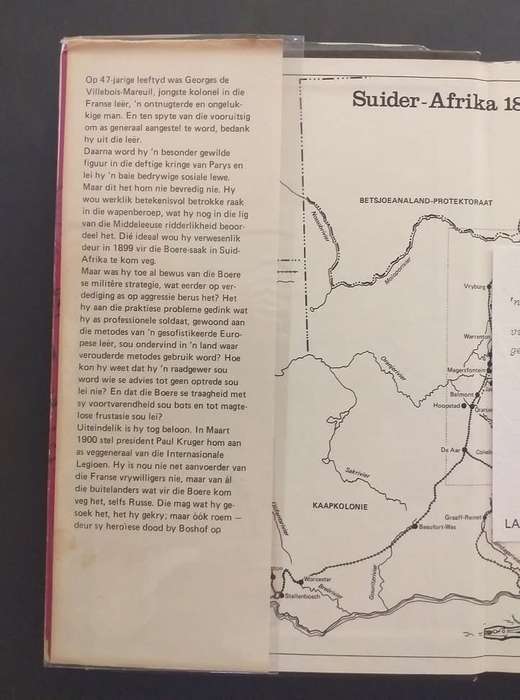 Op 47-jarige leeftyd was Georges de
Villebois-Mareuil, jongste kolonel in die
Franse leër, 'n ontnugterde en ongeluk-
kige man. En ten spyte van die vooruitsig
om as generaal aangestel te word, bedank
hy uit die leër.
Daarna word hy 'n besonder gewilde
figuur in die deftige kringe van Parys en
lei hy 'n baie bedrywige sosiale lewe.
Maar dit het hom nie bevredig nie. Hy
wou werklik betekenisvol betrokke raak
in die wapenberoep, wat hy nog in die lig
van die Middeleeuse ridderlikheid beoor-
deel het. Dié ideaal wou hy verwesenlik
deur in 1899 vir die Boere-saak in Suid-
Afrika te kom veg.
Maar was hy toe al bewus van die Boere
se militêre strategie, wat eerder op ver-
dediging as op aggressie berus het? Het
hy aan die praktiese probleme gedink wat
hy as professionele soldaat, gewoond aan
die metodes van 'n gesofistikeerde Euro-
pese leër, sou ondervind in 'n land waar
verouderde metodes gebruik word? Hoe
kon hy weet dat hy 'n raadgewer sou
word wie se advies tot geen optrede sou
lei nie? En dat die Boere se traagheid met
sy voortvarendheid sou bots en tot magte-
lose frustasie sou lei?
Uiteindelik is hy tog beloon. In Maart
1900 stel president Paul Kruger hom aan
as veggeneraal van die Internasionale
Legioen. Hy is nou nie net aanvoerder van
die Franse vrywilligers nie, maar van ál
die buitelanders wat vir die Boere kom
veg het, selfs Russe. Die mag wat hy ge-
soek het, het hy gekry; maar óók roem —
deur sy heroïese dood by Boshof op
Suider-Afrika 18
BETSJOEANALAND-PROTEKTORAAT
Nosobrivier
Moloporivier
Vryburg
Warrenton
Magersfontein
Oranjerivier
Belmont
Hoopstad
De Aar
Sakrivier
KAAPKOLONIE
Graaff-Reinet
Beaufort-Wes
Olifantsrivier
Worcester
Breërivier
Gouritzrivier
Stellenbosch
LA